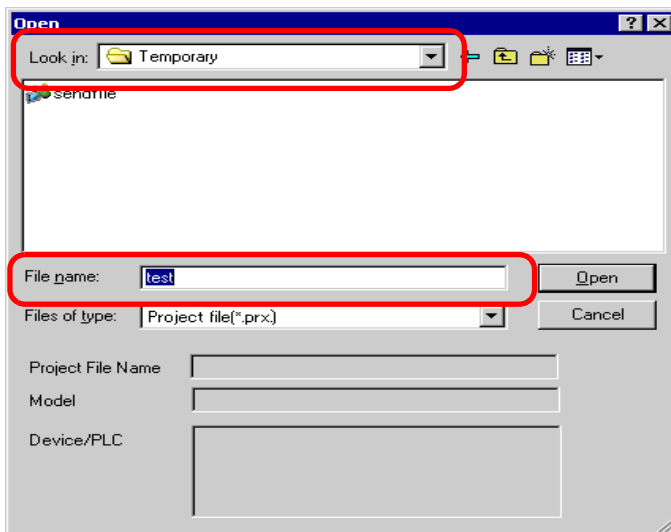 Open
Look in: Temporary
sendfile
File name: test Open
Files of type: Project file(*.prx.) Cancel
Project File Name
Model
Device/PLC